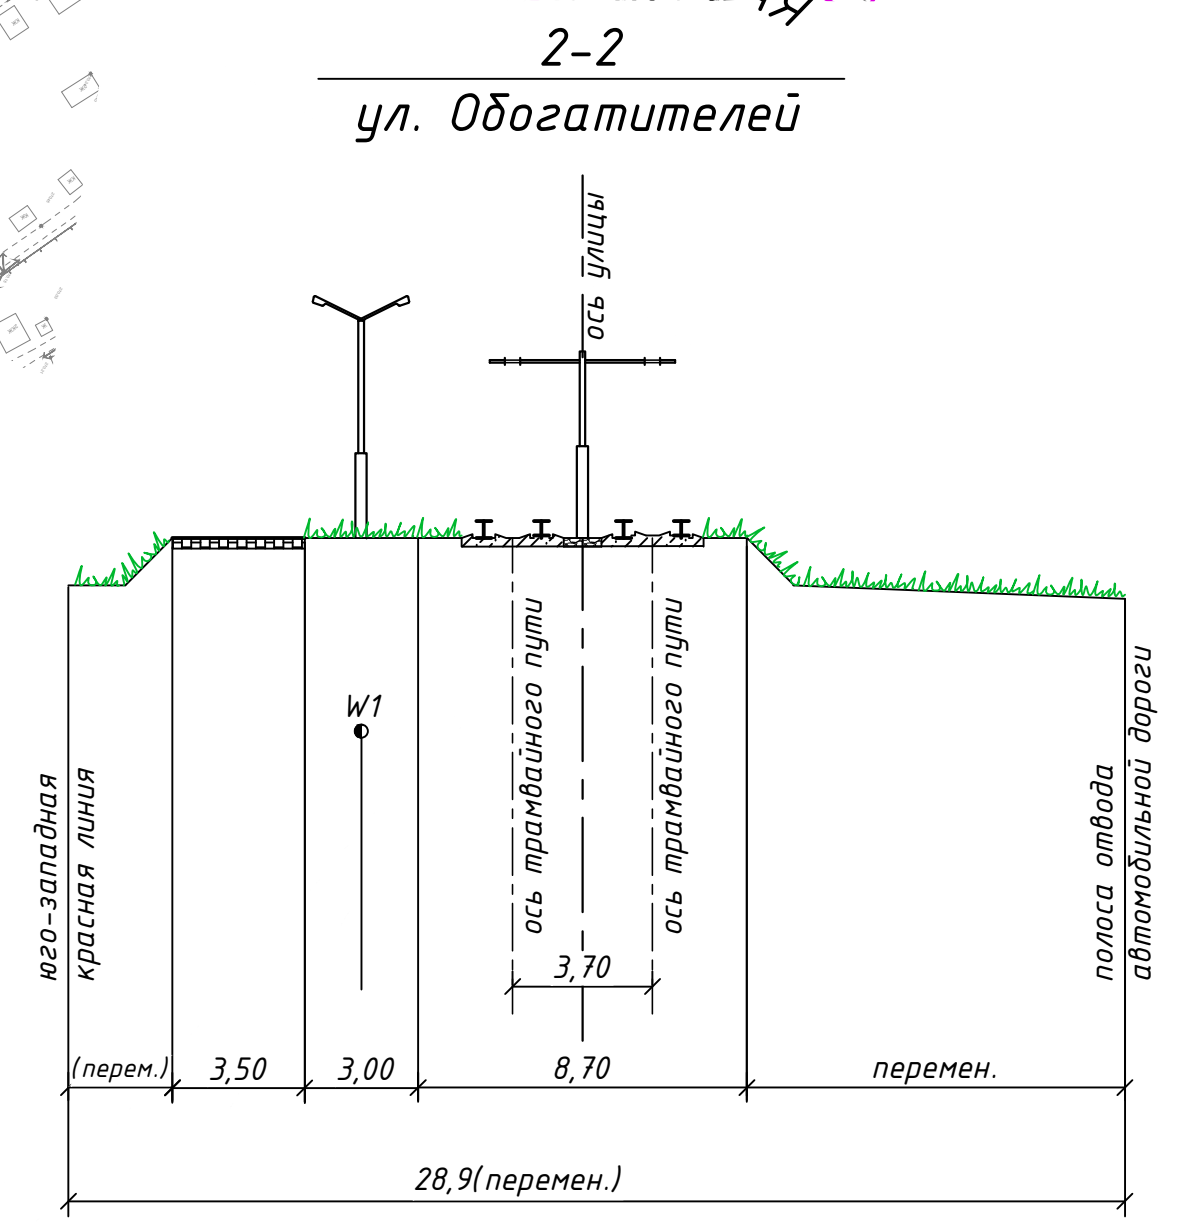 2-2
ул. Обогатителей
ось улицы
W1
ось трамвайного пути
ось трамвайного пути
юго-западная
красная линия
полоса отвода
автомобильной дороги
3,70
(перем.)
3,50
3,00
8,70
перемен.
28,9(перемен.)